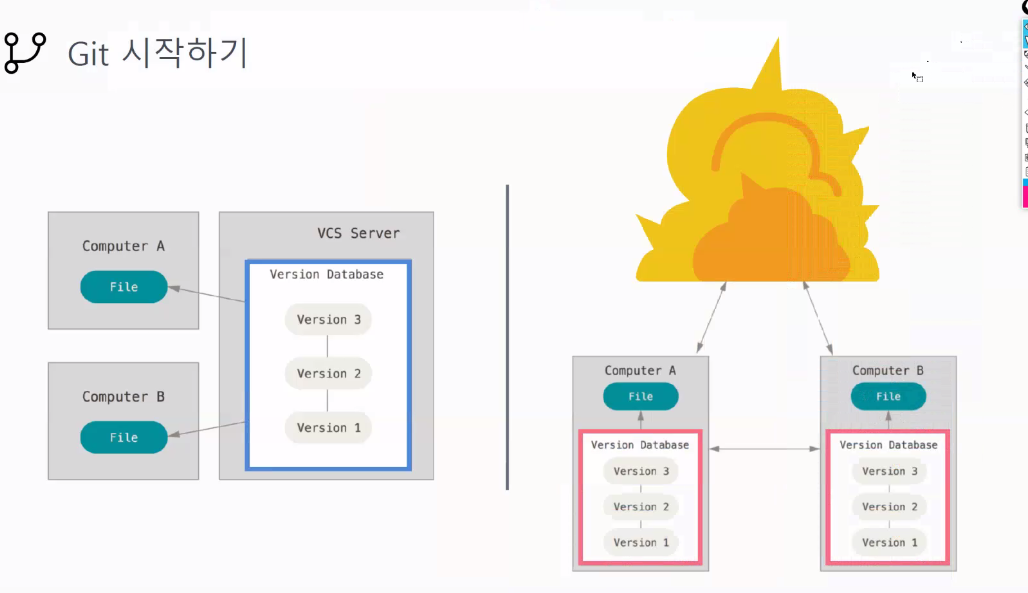 Git 시작하기
Computer A
File
Computer B
File
VCS Server
Version Database
Version 3
Version 2
Version 1
Computer A
File
Version Database
Version 3
Version 2
Version 1
Computer B
File
Version Database
Version 3
Version 2
Version 1